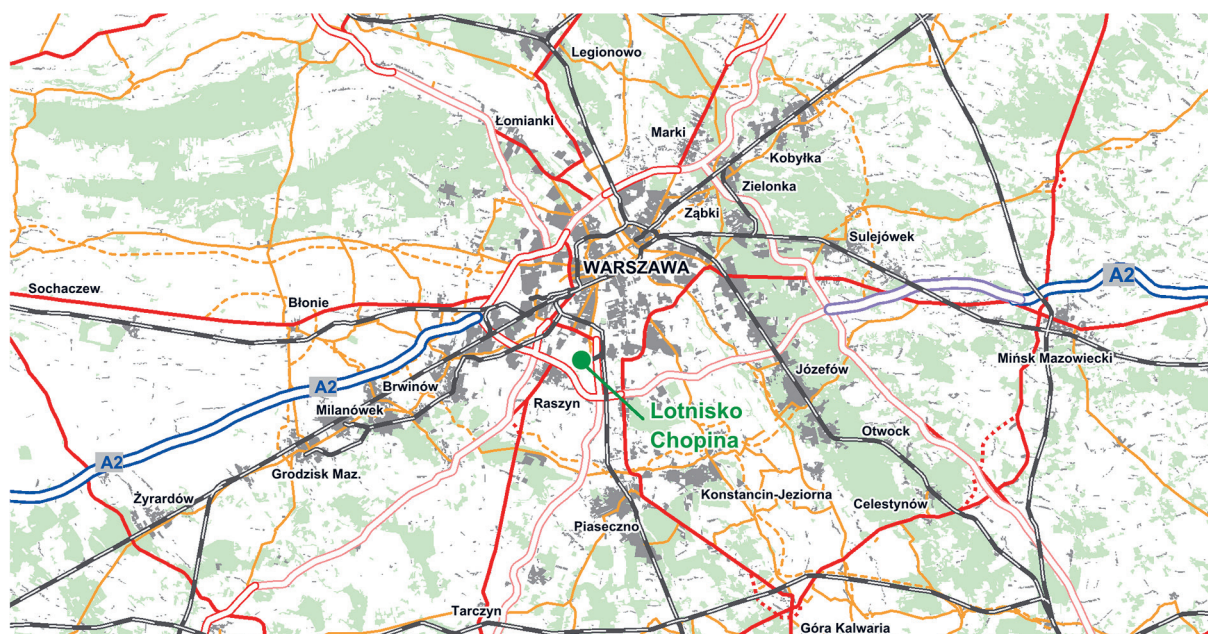 Legionowo
Łomianki
Marki
Kobyłka
Zielonka
Ząbki
Sulejówek
WARSZAWA
A2
Sochaczew
Błonie
Mińsk Mazowiecki
Józefów
A2
Brwinów
Milanówek
Raszyn
Lotnisko
Chopina
Otwock
A2
Grodzisk Maz.
Żyrardów
Konstancin-Jeziorna
Celestynów
Piaseczno
Tarczyn
Góra Kalwaria